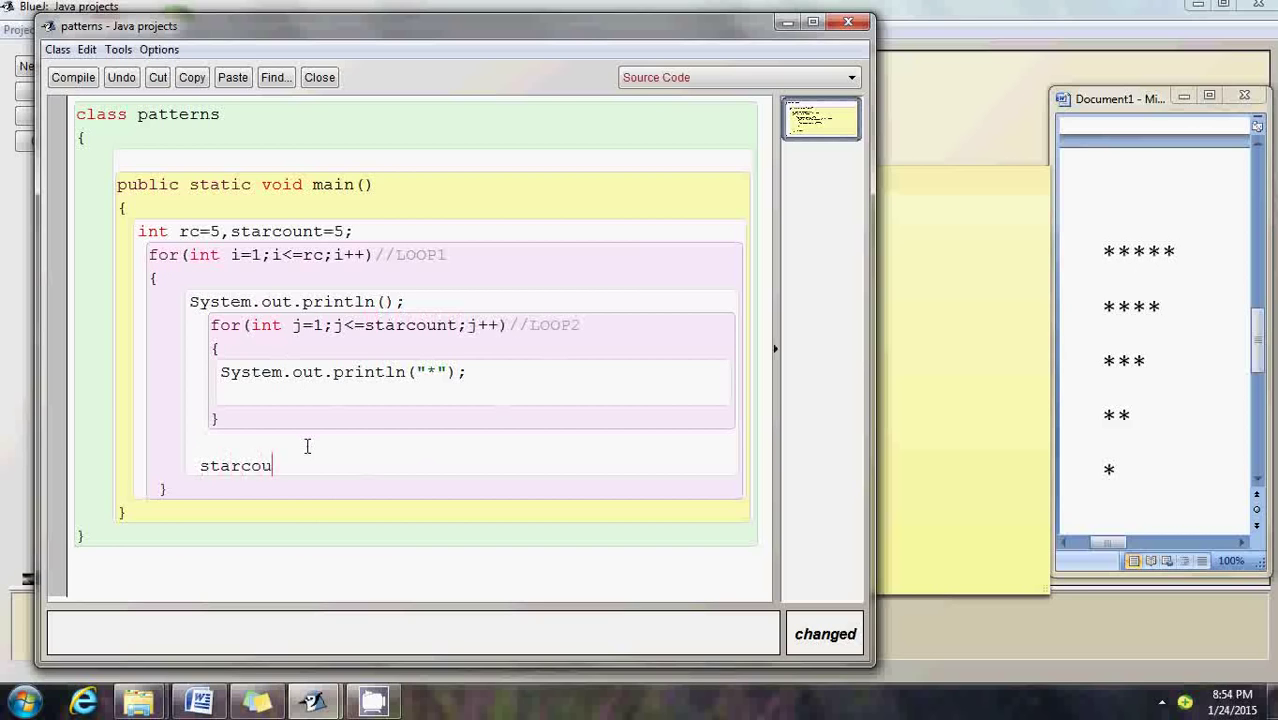 BlueJ: Java projects
patterns - Java projects
Class Edit Tools Options
Compile Undo Cut Copy Paste Find... Close Source Code
class patterns
{
public static void main()
{
int rc=5,starcount=5;
for(int i=1;i<=rc;i++)//LOOP1
{
System.out.println();
for(int j=1;j<=starcount;j++)//LOOP2
{
System.out.println("*");
}
starcou
}
}
}
changed
Document1 - Mi...
*****
****
***
**
*
100%
8:54 PM
1/24/2015